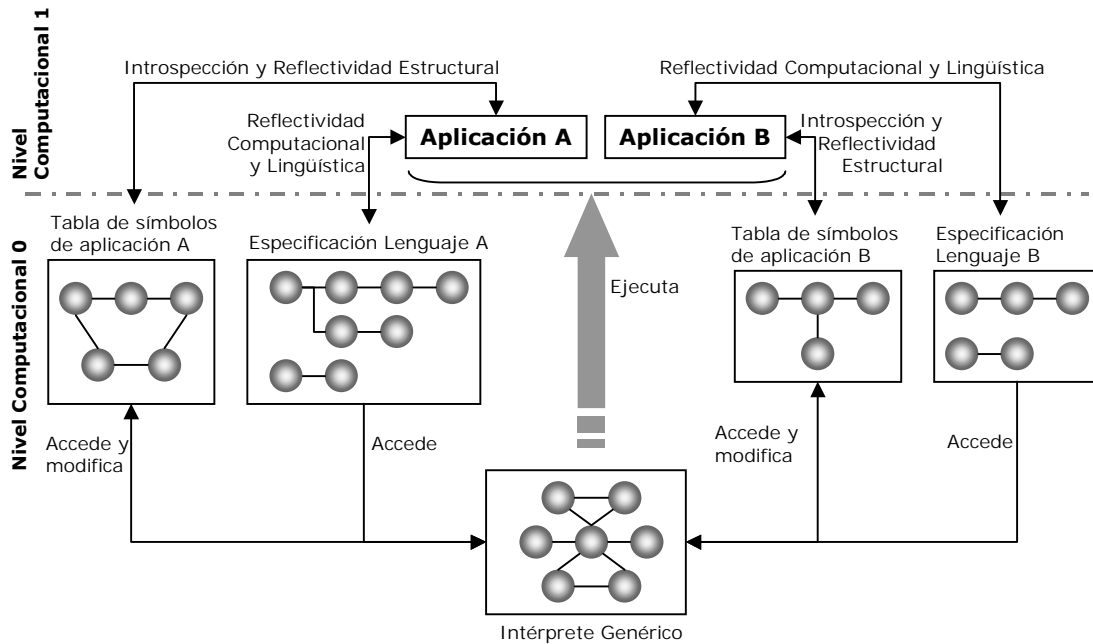 Nivel
Computacional 1
Introspección y Reflectividad Estructural
Reflectividad Computacional y Lingüística
Reflectividad
Computacional
y Lingüística
Aplicación A
Aplicación B
Introspección y
Reflectividad
Estructural
Nivel Computacional 0
Tabla de símbolos
de aplicación A
Especificación Lenguaje A
Ejecuta
Tabla de símbolos
de aplicación B
Especificación
Lenguaje B
Accede y
modifica
Accede
Accede y
modifica
Accede
Intérprete Genérico